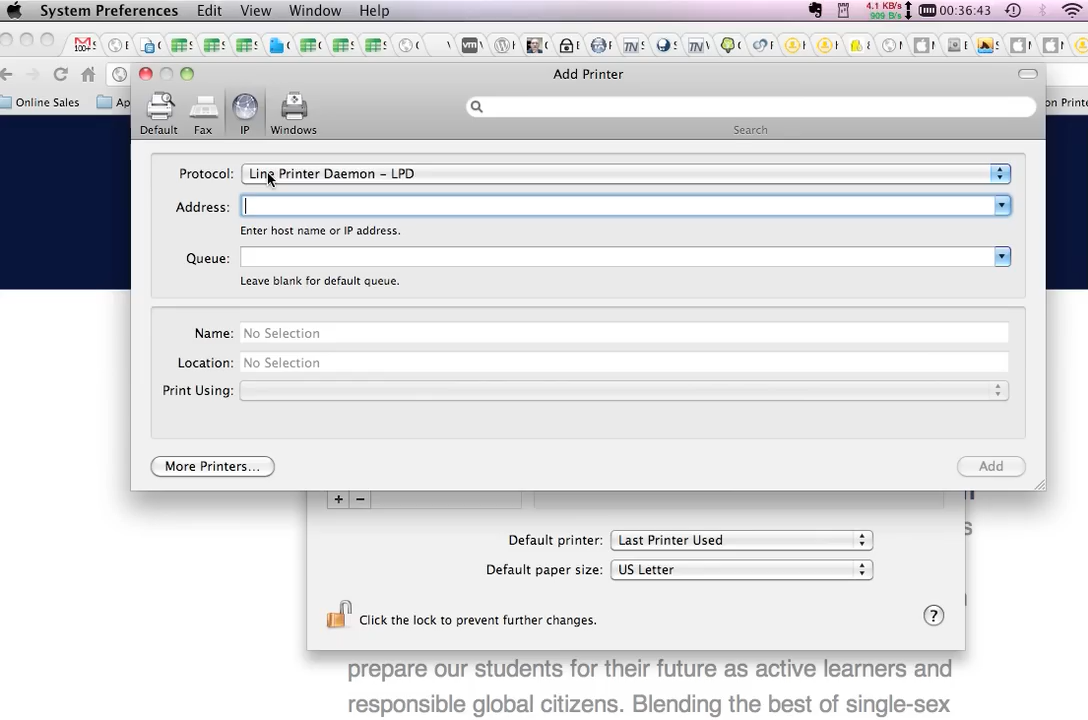 System Preferences Edit View Window Help
4.1 KB/s
909 B/s
00:36:43
100+
Add Printer
Online Sales
Ap
on Printe
Default Fax IP Windows
Search
Protocol: Line Printer Daemon – LPD
Address:
Enter host name or IP address.
Queue:
Leave blank for default queue.
Name: No Selection
Location: No Selection
Print Using:
More Printers...
Add
+ −
Default printer: Last Printer Used
Default paper size: US Letter
Click the lock to prevent further changes.
?
prepare our students for their future as active learners and
responsible global citizens. Blending the best of single-sex